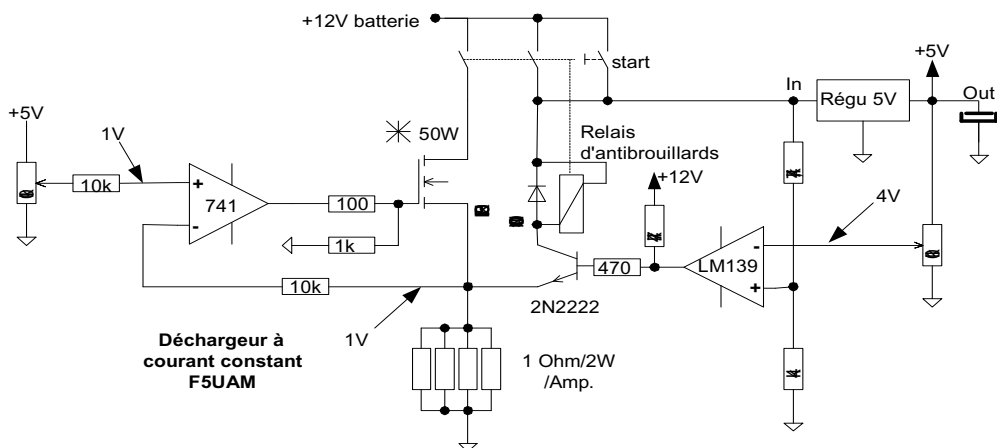 +12V batterie
start
+5V
In
Régu 5V
Out
+5V
1V
50W
Relais
d'antibrouillards
+12V
4V
10k
+
741
-
100
1k
470
LM139
-
+
10k
2N2222
1V
Déchargeur à
courant constant
F5UAM
1 Ohm/2W
/Amp.